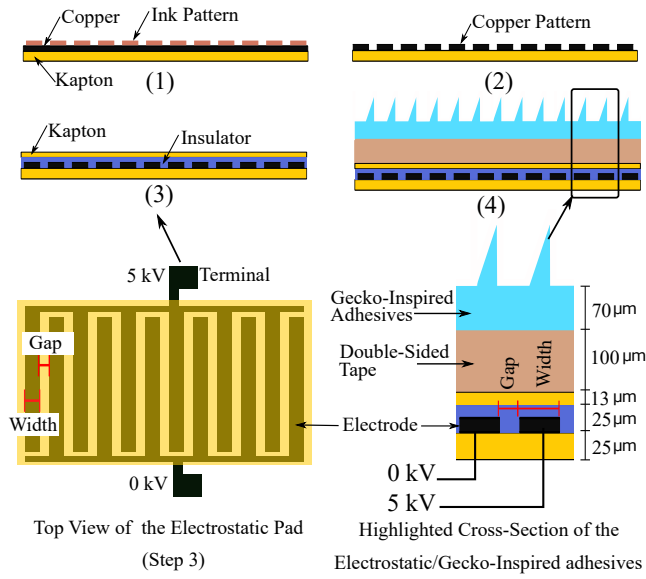 Copper
Ink Pattern
Kapton
(1)
Copper Pattern
(2)
Kapton
Insulator
(3)
(4)
5 kV
Terminal
Gap
Width
0 kV
Electrode
Top View of the Electrostatic Pad
(Step 3)
Gecko-Inspired
Adhesives
Double-Sided
Tape
Gap
Width
70 µm
100 µm
13 µm
25 µm
25 µm
0 kV
5 kV
Highlighted Cross-Section of the
Electrostatic/Gecko-Inspired adhesives